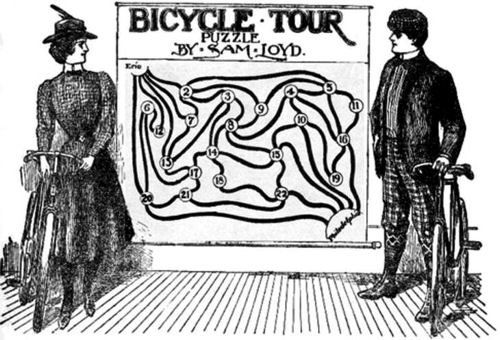 BICYCLE · TOUR
PUZZLE
BY · SAM · LOYD.
Erie
2 3 4 5
6 9 11
7 8 10
12 16
13 14 15
17 18 19
20 21 22
Philadelphia